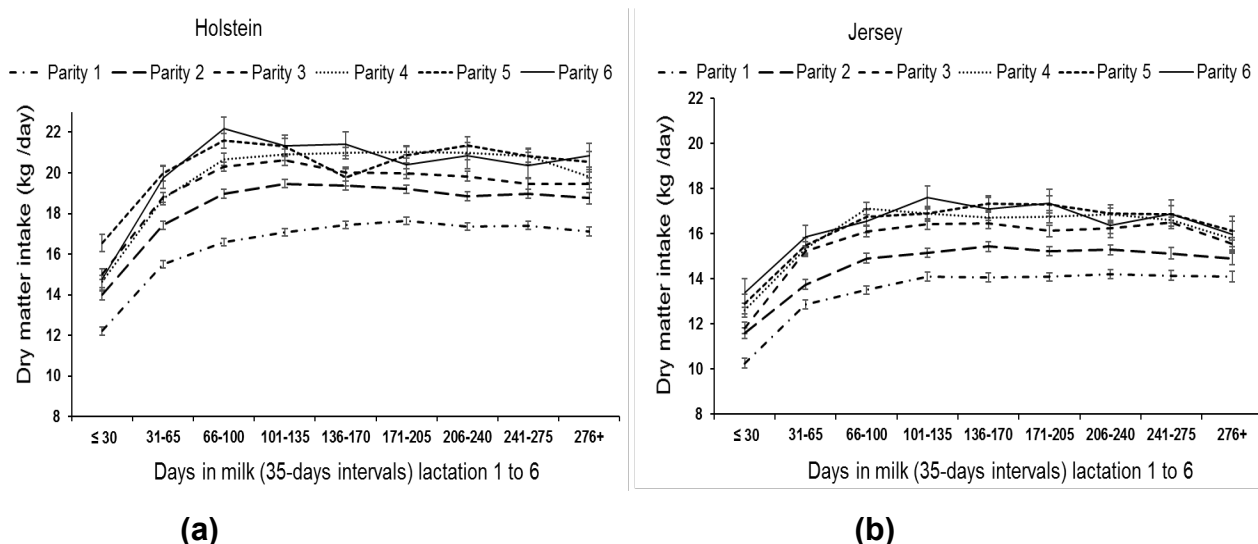 Holstein
Parity 1 Parity 2 Parity 3 Parity 4 Parity 5 Parity 6
Dry matter intake (kg /day)
22
20
18
16
14
12
10
8
≤ 30 31-65 66-100 101-135 136-170 171-205 206-240 241-275 276+
Days in milk (35-days intervals) lactation 1 to 6
(a)
Jersey
Parity 1 Parity 2 Parity 3 Parity 4 Parity 5 Parity 6
Dry matter intake (kg /day)
22
20
18
16
14
12
10
8
≤ 30 31-65 66-100 101-135 136-170 171-205 206-240 241-275 276+
Days in milk (35-days intervals) lactation 1 to 6
(b)